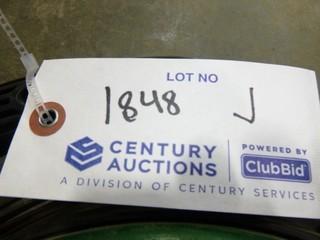 LOT NO
1848 J
CENTURY AUCTIONS
POWERED BY ClubBid
A DIVISION OF CENTURY SERVICES